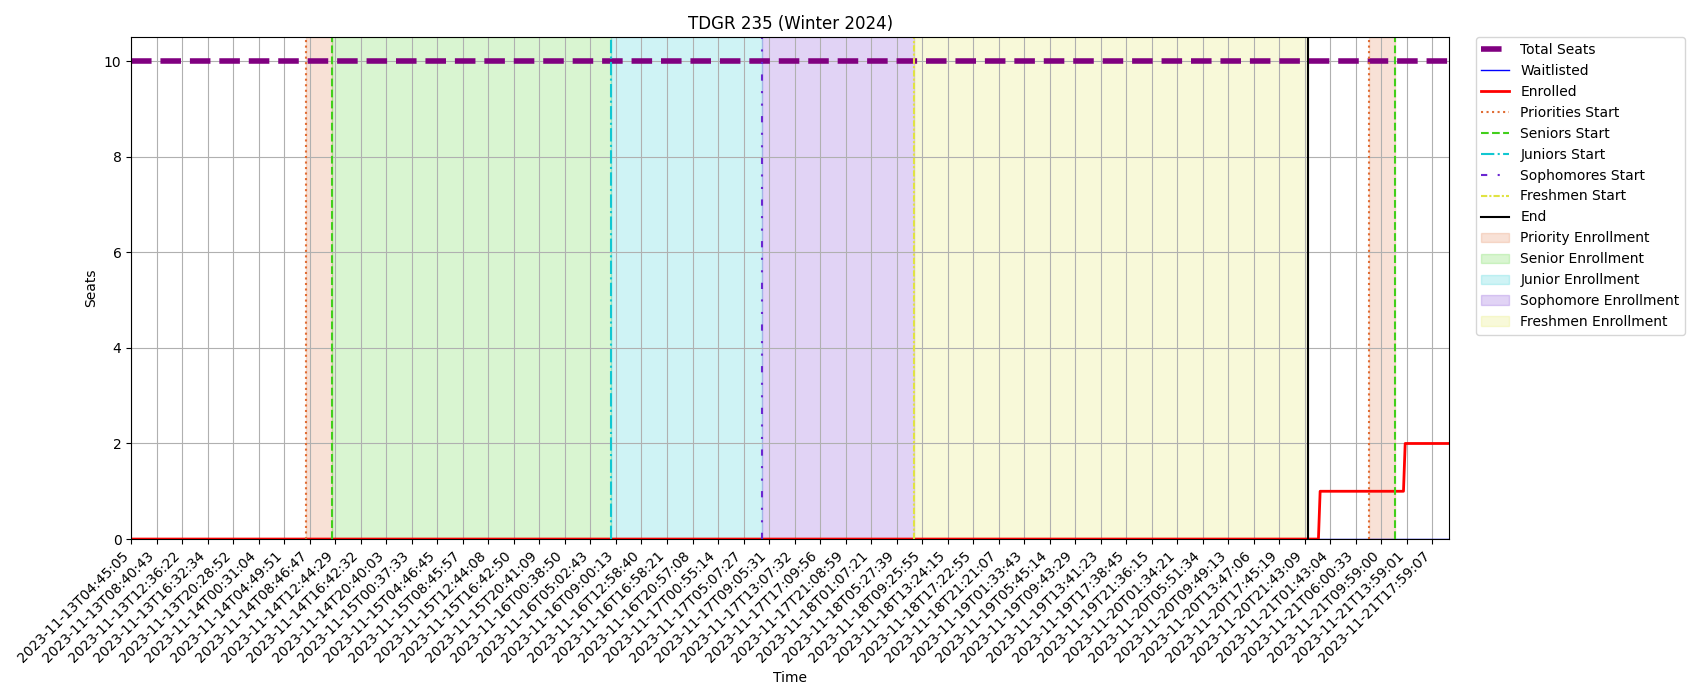 TDGR 235 (Winter 2024)
10
8
6
4
2
0
Seats
2023-11-13T04:45:05
2023-11-13T08:40:43
2023-11-13T12:36:22
2023-11-13T16:32:34
2023-11-13T20:28:52
2023-11-14T00:31:04
2023-11-14T04:49:51
2023-11-14T08:46:47
2023-11-14T12:44:29
2023-11-14T16:42:32
2023-11-14T20:40:03
2023-11-15T00:37:33
2023-11-15T04:46:45
2023-11-15T08:45:57
2023-11-15T12:44:08
2023-11-15T16:42:50
2023-11-15T20:41:09
2023-11-16T00:38:50
2023-11-16T05:02:43
2023-11-16T09:00:13
2023-11-16T12:58:40
2023-11-16T16:58:21
2023-11-16T20:57:08
2023-11-17T00:55:14
2023-11-17T05:07:27
2023-11-17T09:05:31
2023-11-17T13:07:32
2023-11-17T17:09:56
2023-11-17T21:08:59
2023-11-18T01:07:21
2023-11-18T05:27:39
2023-11-18T09:25:55
2023-11-18T13:24:15
2023-11-18T17:22:55
2023-11-18T21:21:07
2023-11-19T01:33:43
2023-11-19T05:45:14
2023-11-19T09:43:29
2023-11-19T13:41:23
2023-11-19T17:38:45
2023-11-19T21:36:15
2023-11-20T01:34:21
2023-11-20T05:51:34
2023-11-20T09:49:13
2023-11-20T13:47:06
2023-11-20T17:45:19
2023-11-20T21:43:09
2023-11-21T01:43:04
2023-11-21T06:00:33
2023-11-21T09:59:00
2023-11-21T13:59:01
2023-11-21T17:59:07
Time
Total Seats
Waitlisted
Enrolled
Priorities Start
Seniors Start
Juniors Start
Sophomores Start
Freshmen Start
End
Priority Enrollment
Senior Enrollment
Junior Enrollment
Sophomore Enrollment
Freshmen Enrollment